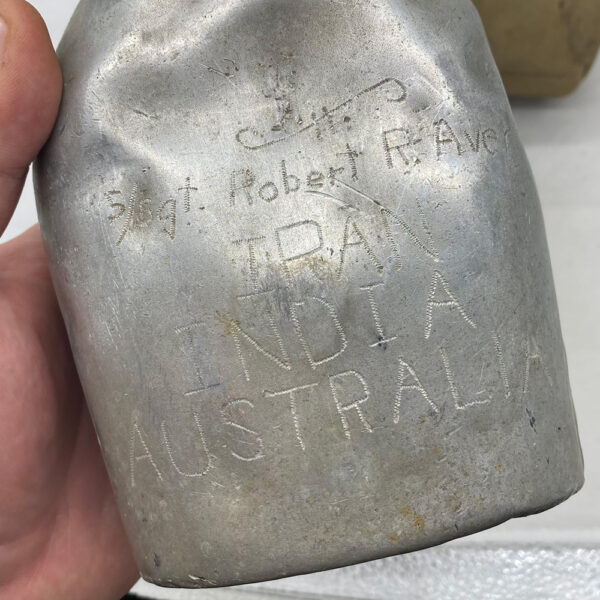 S/Sgt. Robert R. Aver
IRAN
INDIA
AUSTRALIA